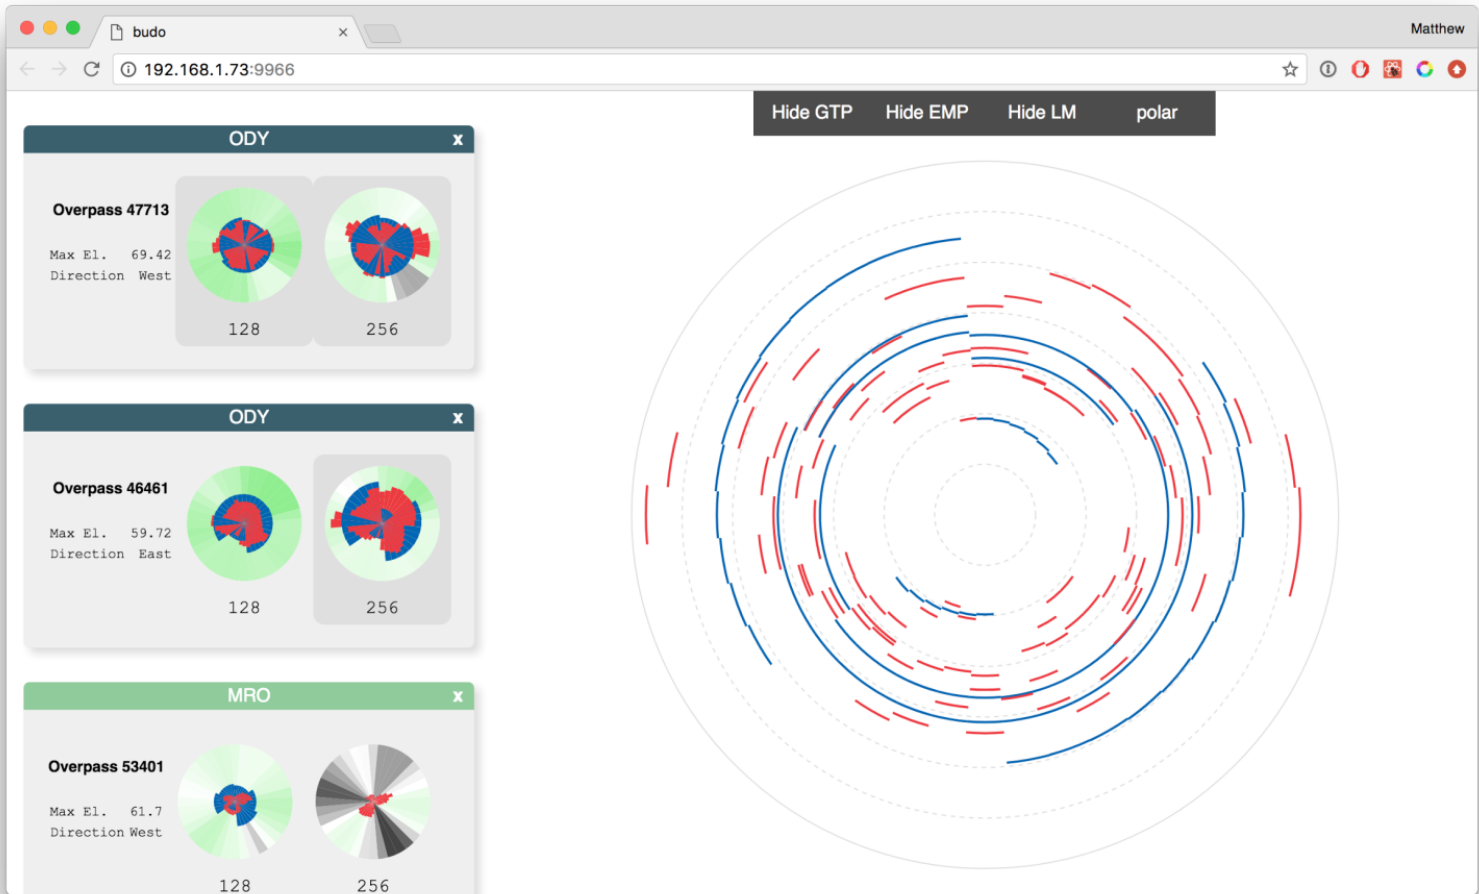 budo
Matthew
192.168.1.73:9966
Hide GTP Hide EMP Hide LM polar
ODY x
Overpass 47713
Max El. 69.42
Direction West
128 256
ODY x
Overpass 46461
Max El. 59.72
Direction East
128 256
MRO x
Overpass 53401
Max El. 61.7
Direction West
128 256